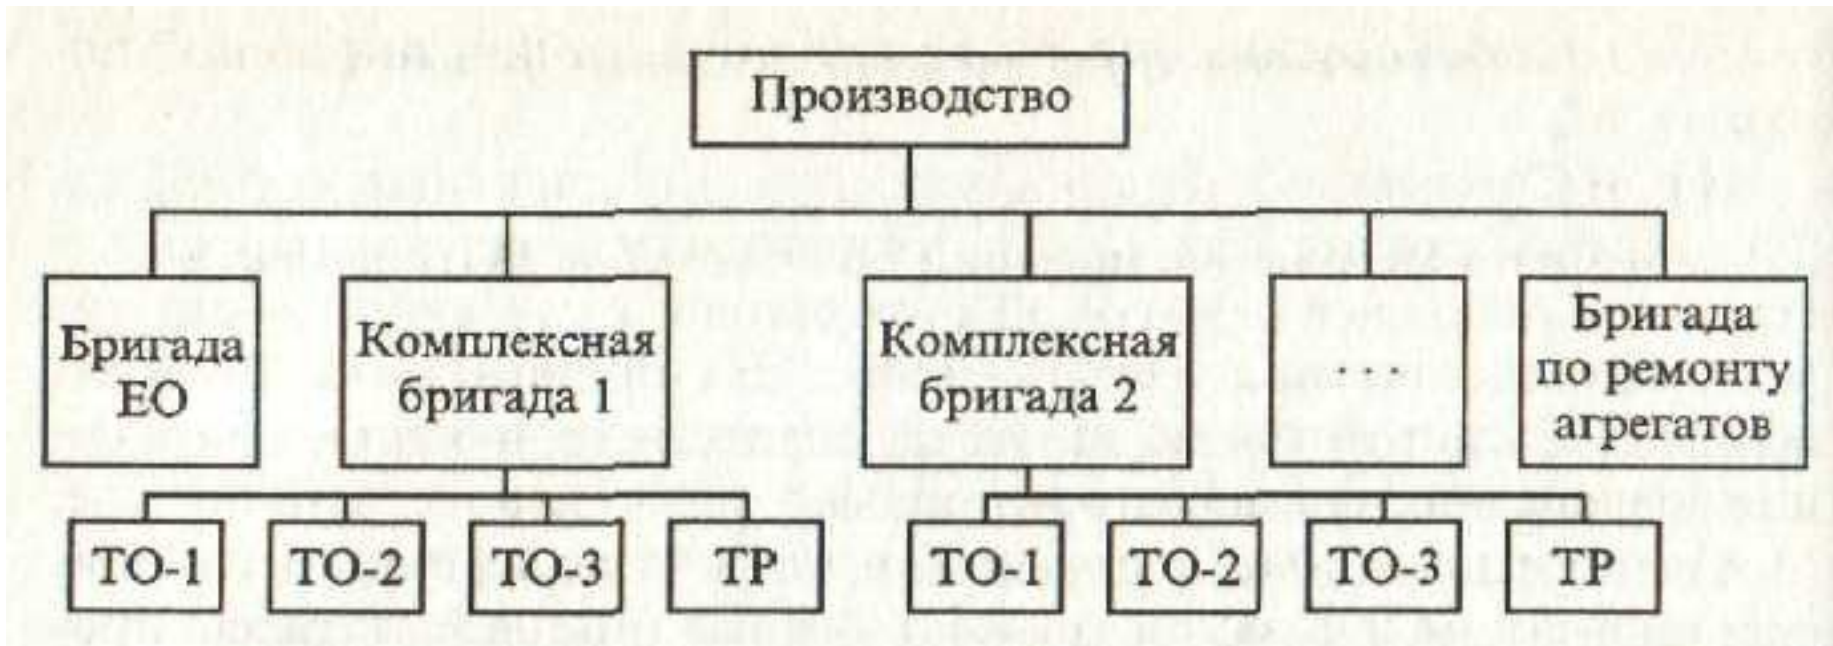 Производство
Бригада
ЕО
Комплексная
бригада 1
Комплексная
бригада 2
...
Бригада
по ремонту
агрегатов
ТО-1
ТО-2
ТО-3
ТР
ТО-1
ТО-2
ТО-3
ТР